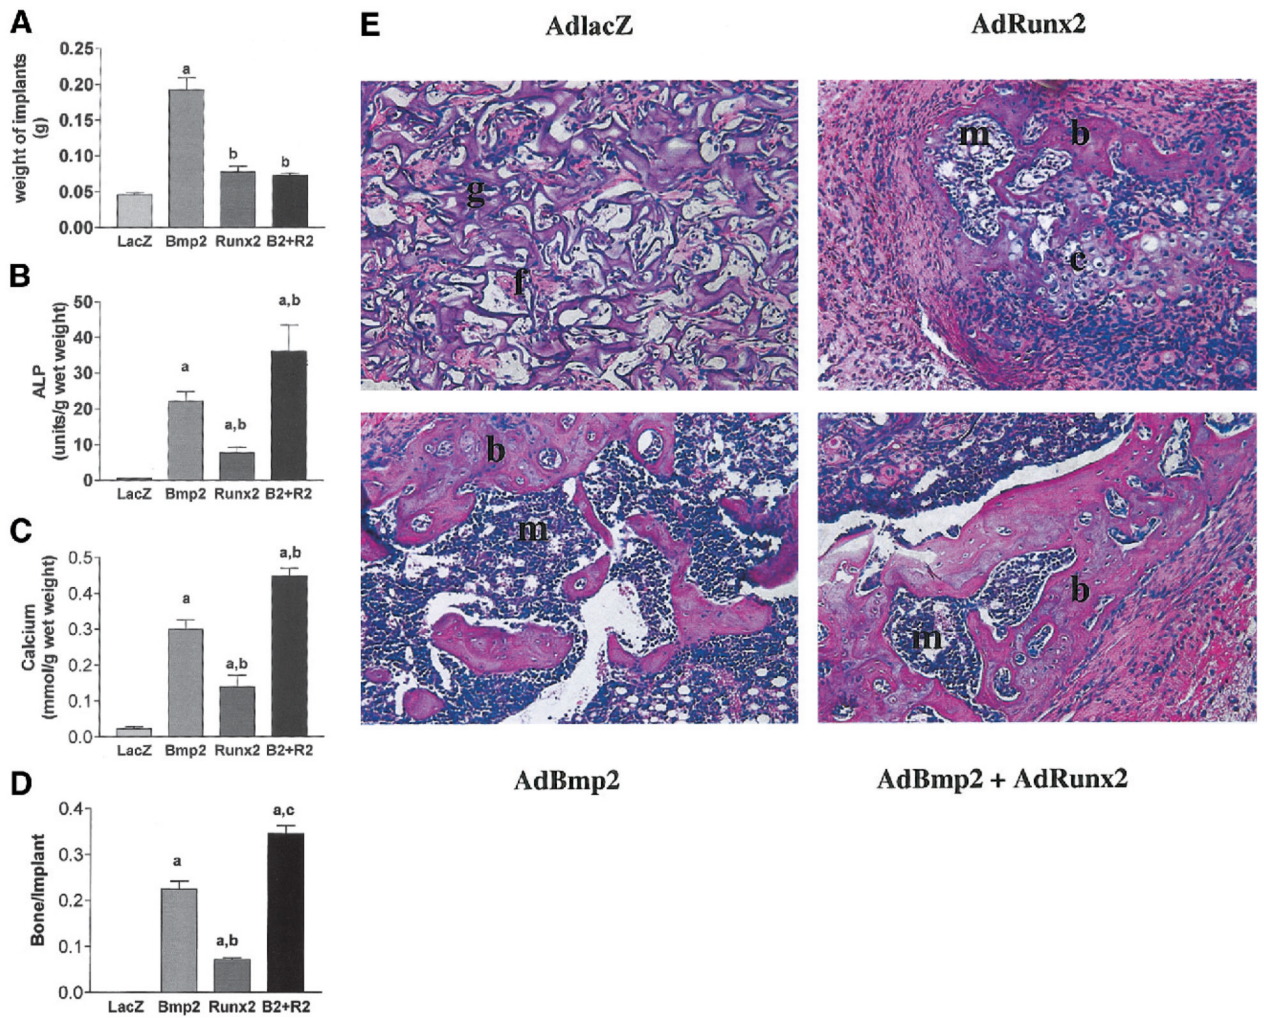 A
weight of implants
(g)
0.25
0.20
0.15
0.10
0.05
0.00
a
b
b
LacZ Bmp2 Runx2 B2+R2
B
ALP
(units/g wet weight)
50
40
30
20
10
0
a
a,b
a,b
LacZ Bmp2 Runx2 B2+R2
C
Calcium
(mmol/g wet weight)
0.5
0.4
0.3
0.2
0.1
0.0
a
a,b
a,b
LacZ Bmp2 Runx2 B2+R2
D
Bone/Implant
0.4
0.3
0.2
0.1
0.0
a
a,b
a,c
LacZ Bmp2 Runx2 B2+R2
E
AdlacZ
AdRunx2
g
f
m
b
c
b
m
b
m
AdBmp2
AdBmp2 + AdRunx2